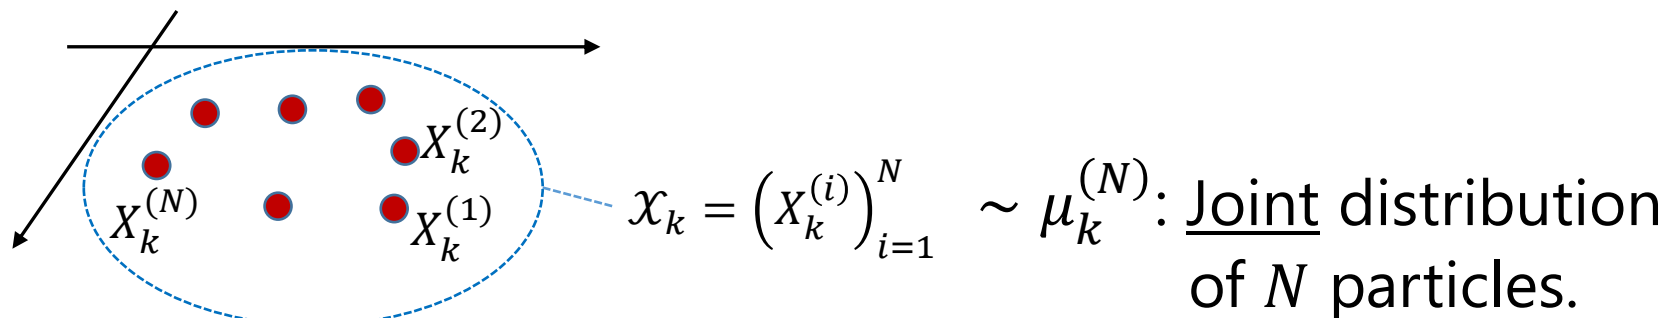 X_k^{(2)}
X_k^{(N)}
X_k^{(1)}
𝒳_k = (X_k^{(i)})_{i=1}^{N} ~ μ_k^{(N)}: Joint distribution
of N particles.